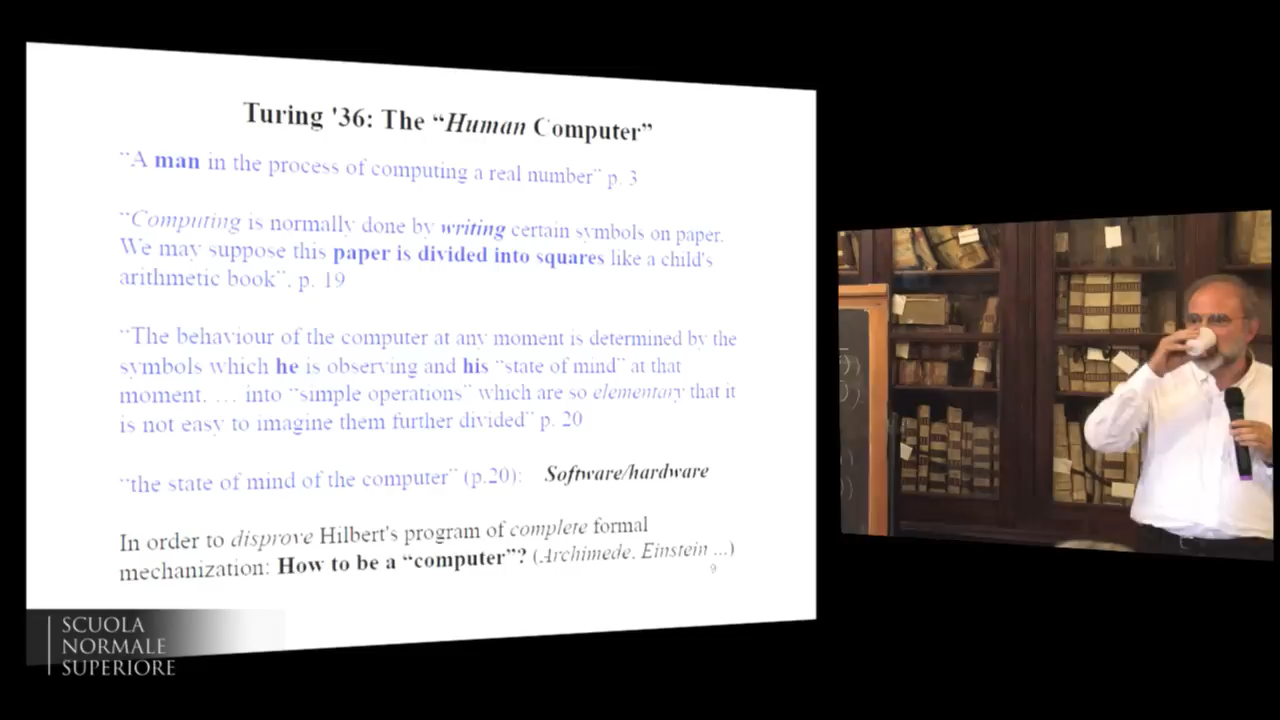 Turing '36: The “Human Computer”
“A man in the process of computing a real number” p. 3
“Computing is normally done by writing certain symbols on paper.
We may suppose this paper is divided into squares like a child's
arithmetic book”. p. 19
“The behaviour of the computer at any moment is determined by the
symbols which he is observing and his “state of mind” at that
moment. … into “simple operations” which are so elementary that it
is not easy to imagine them further divided” p. 20
“the state of mind of the computer” (p.20): Software/hardware
In order to disprove Hilbert's program of complete formal
mechanization: How to be a “computer”? (Archimede. Einstein ...)
9
SCUOLA
NORMALE
SUPERIORE